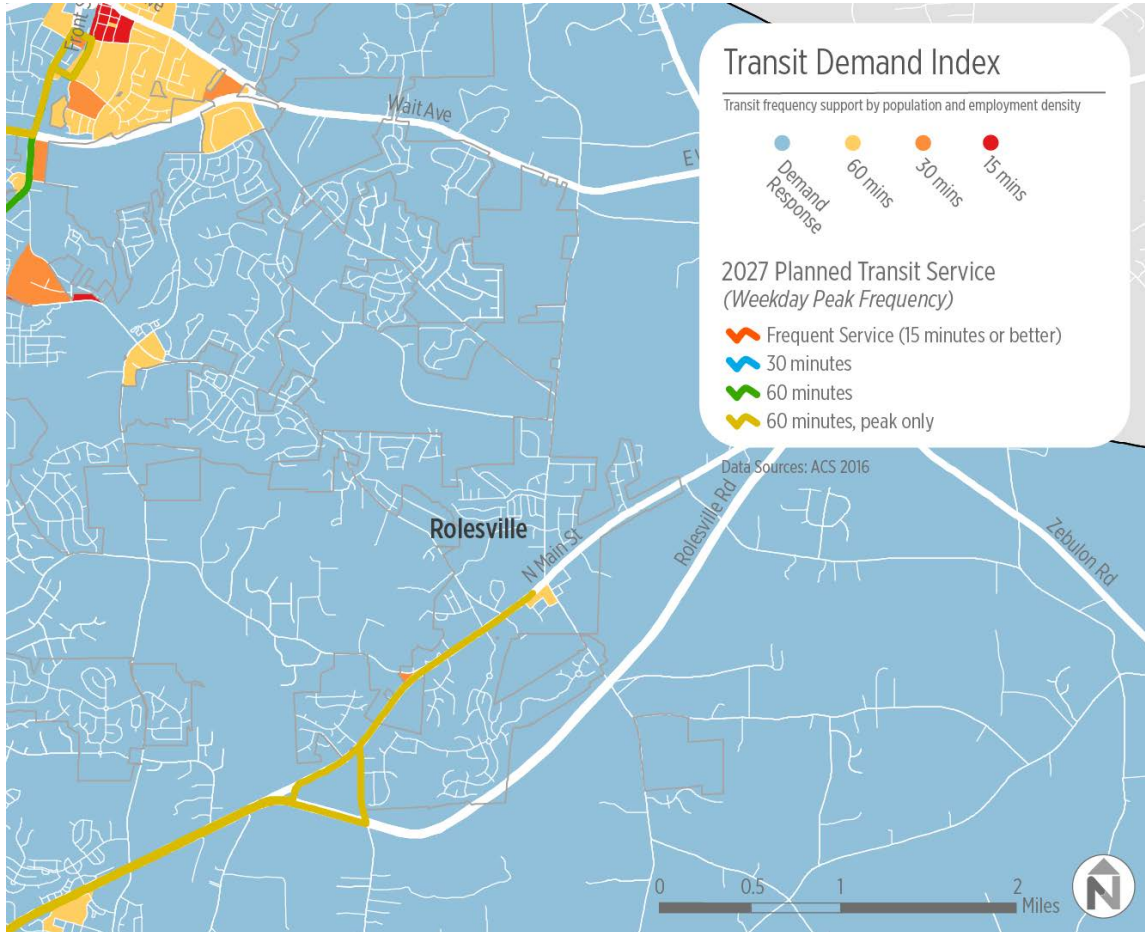 Front S
Wait Ave
E
Transit Demand Index
Transit frequency support by population and employment density
Demand
Response
60 mins
30 mins
15 mins
2027 Planned Transit Service
(Weekday Peak Frequency)
Frequent Service (15 minutes or better)
30 minutes
60 minutes
60 minutes, peak only
Data Sources: ACS 2016
Rolesville
N Main St
Rolesville Rd
Zebulon Rd
0 0.5 1 2
Miles
N